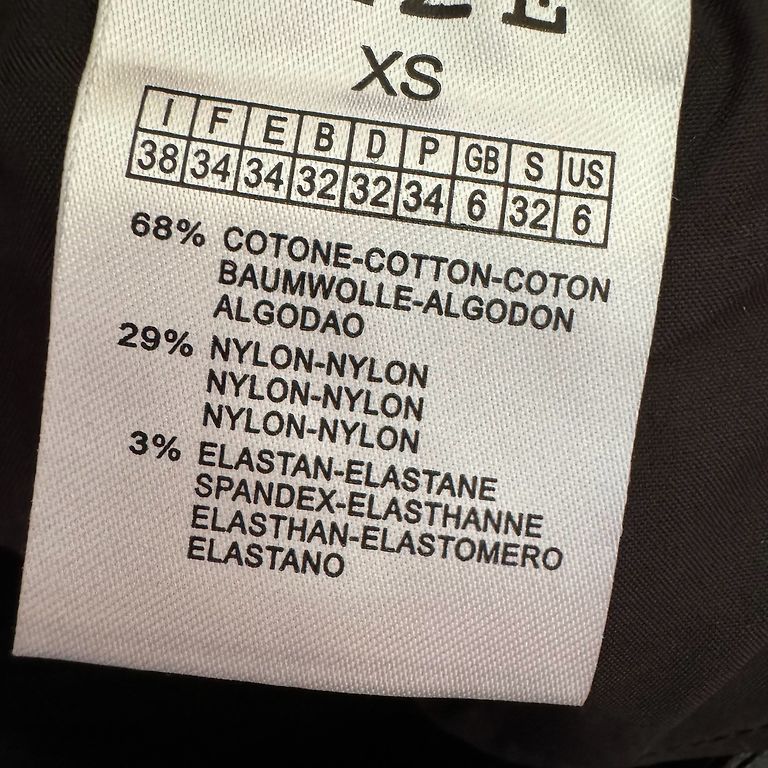 XS
I F E B D P GB S US
38 34 34 32 32 34 6 32 6
68% COTONE-COTTON-COTON
BAUMWOLLE-ALGODON
ALGODAO
29% NYLON-NYLON
NYLON-NYLON
NYLON-NYLON
3% ELASTAN-ELASTANE
SPANDEX-ELASTHANNE
ELASTHAN-ELASTOMERO
ELASTANO